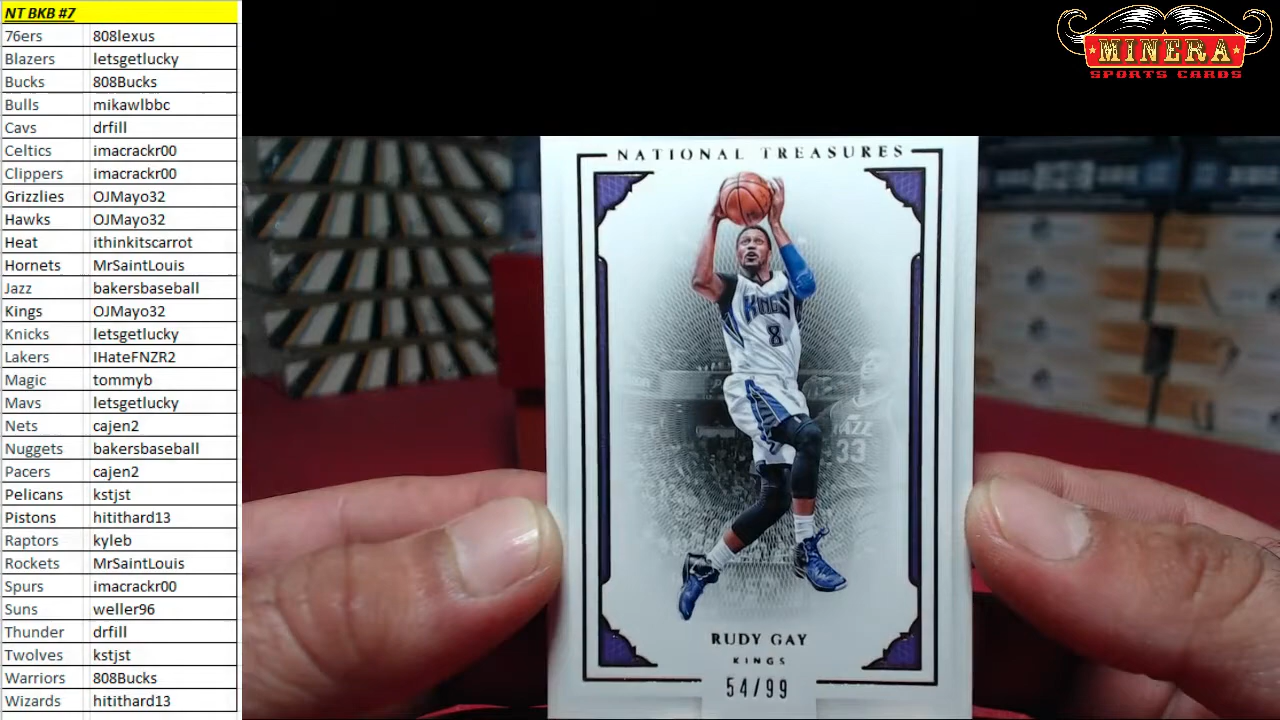 NT BKB #7
76ers 808lexus
Blazers letsgetlucky
Bucks 808Bucks
Bulls mikawlbbc
Cavs drfill
Celtics imacrackr00
Clippers imacrackr00
Grizzlies OJMayo32
Hawks OJMayo32
Heat ithinkitscarrot
Hornets MrSaintLouis
Jazz bakersbaseball
Kings OJMayo32
Knicks letsgetlucky
Lakers IHateFNZR2
Magic tommyb
Mavs letsgetlucky
Nets cajen2
Nuggets bakersbaseball
Pacers cajen2
Pelicans kstjst
Pistons hitithard13
Raptors kyleb
Rockets MrSaintLouis
Spurs imacrackr00
Suns weller96
Thunder drfill
Twolves kstjst
Warriors 808Bucks
Wizards hitithard13
MINERA
SPORTS CARDS
NATIONAL TREASURES
KINGS
8
33
RUDY GAY
KINGS
54/99